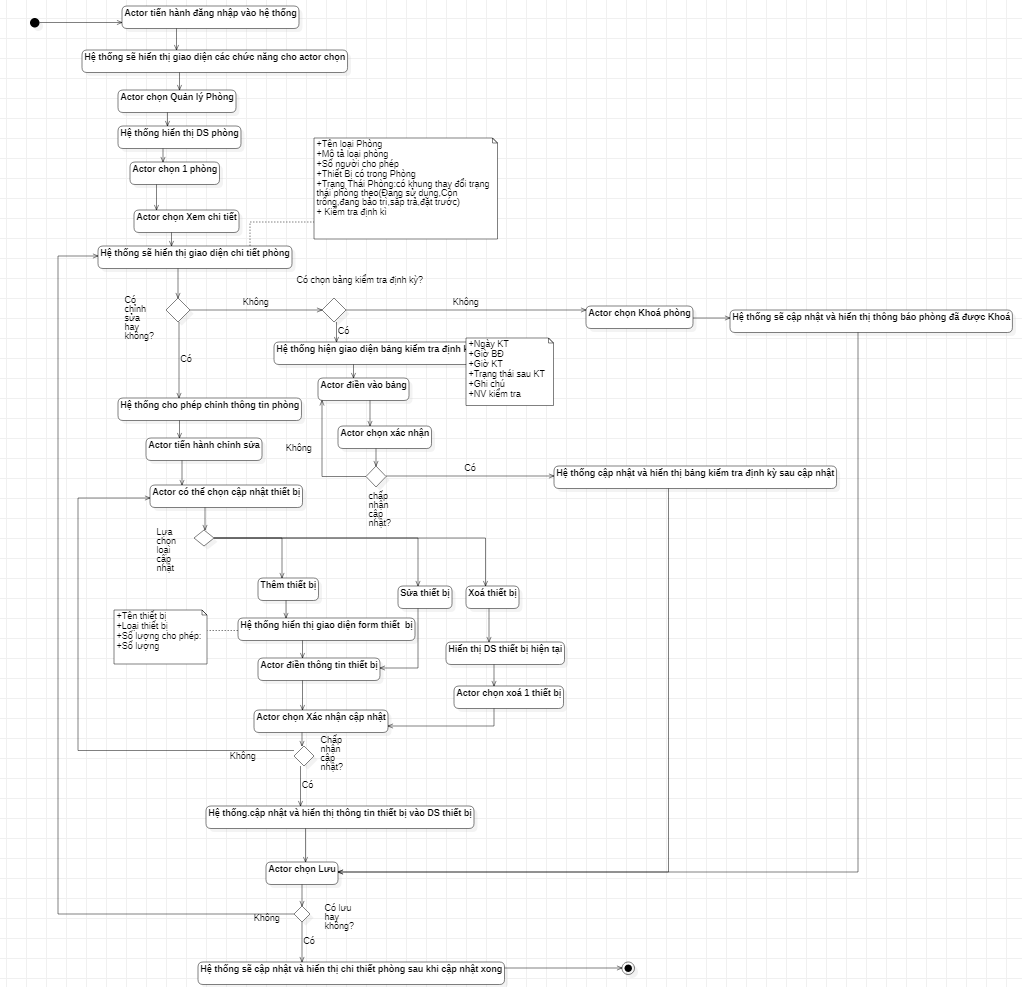 Actor tiến hành đăng nhập vào hệ thống
Hệ thống sẽ hiển thị giao diện các chức năng cho actor chọn
Actor chọn Quản lý Phòng
Hệ thống hiển thị DS phòng
Actor chọn 1 phòng
Actor chọn Xem chi tiết
+Tên loại Phòng
+Mô tả loại phòng
+Số người cho phép
+Thiết Bị có trong Phòng
+Trạng Thái Phòng:có khung thay đổi trạng
thái phòng theo(Đang sử dụng,Còn
trống,đang bảo trì,sắp trả,đặt trước)
+ Kiểm tra định kì
Hệ thống sẽ hiển thị giao diện chi tiết phòng
Có chọn bảng kiểm tra định kỳ?
Có
chỉnh
sửa
hay
không?
Không
Không
Actor chọn Khoá phòng
Hệ thống sẽ cập nhật và hiển thị thông báo phòng đã được Khoá
Có
Có
Hệ thống hiện giao diện bảng kiểm tra định
+Ngày KT
+Giờ BĐ
+Giờ KT
+Trạng thái sau KT
+Ghi chú
+NV kiểm tra
Actor điền vào bảng
Hệ thống cho phép chỉnh thông tin phòng
Actor chọn xác nhận
Actor tiến hành chỉnh sửa
Không
Có
Hệ thống cập nhật và hiển thị bảng kiểm tra định kỳ sau cập nhật
chấp
nhận
cập
nhật?
Actor có thể chọn cập nhật thiết bị
Lựa
chọn
loại
cập
nhật
Thêm thiết bị
Sửa thiết bị
Xoá thiết bị
+Tên thiết bị
+Loại thiết bị
+Số lượng cho phép:
+Số lượng
Hệ thống hiển thị giao diện form thiết bị
Hiển thị DS thiết bị hiện tại
Actor điền thông tin thiết bị
Actor chọn xoá 1 thiết bị
Actor chọn Xác nhận cập nhật
Chấp
nhận
cập
nhật?
Không
Có
Hệ thống.cập nhật và hiển thị thông tin thiết bị vào DS thiết bị
Actor chọn Lưu
Có lưu
hay
không?
Không
Có
Hệ thống sẽ cập nhật và hiển thị chi thiết phòng sau khi cập nhật xong